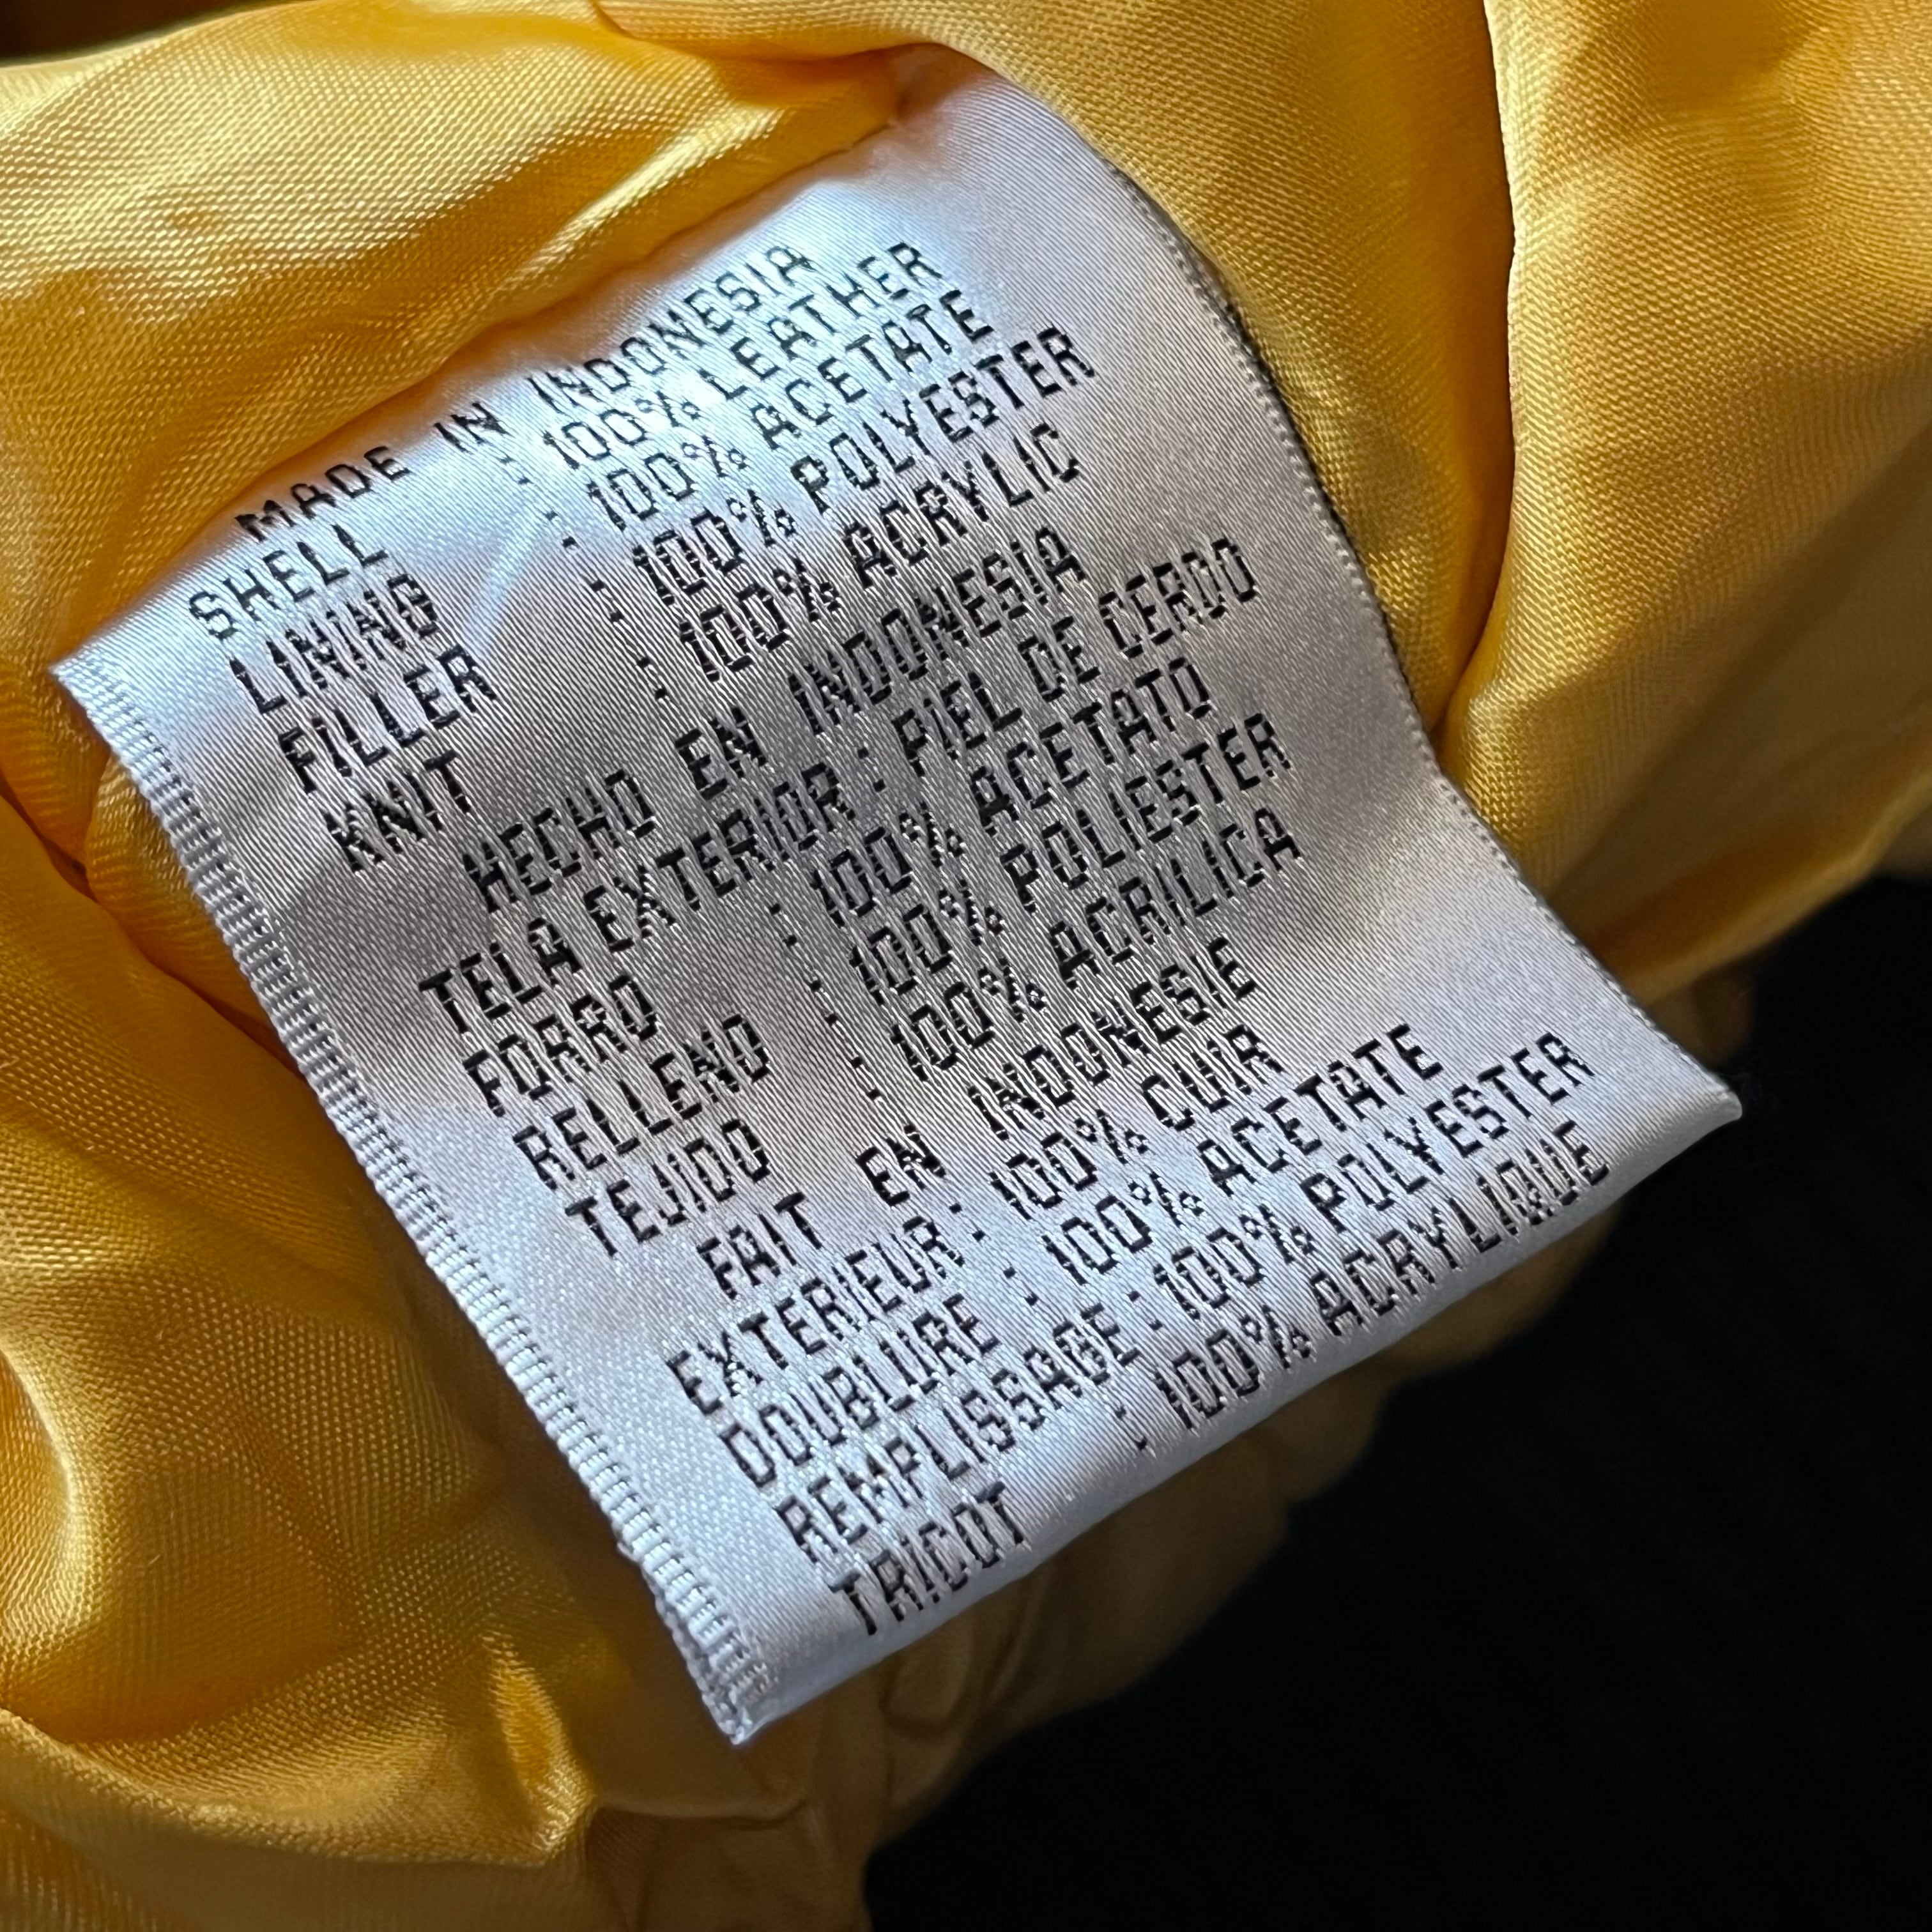 MADE IN INDONESIA
SHELL : 100% LEATHER
LINING : 100% ACETATE
FILLER : 100% POLYESTER
KNIT : 100% ACRYLIC
HECHO EN INDONESIA
TELA EXTERIOR : PIEL DE CERDO
FORRO : 100% ACETATO
RELLENO : 100% POLIESTER
TEJIDO : 100% ACRILICA
FAIT EN INDONESIE
EXTERIEUR : 100% CUIR
DOUBLURE : 100% ACETATE
REMPLISSAGE : 100% POLYESTER
TRICOT : 100% ACRYLIQUE